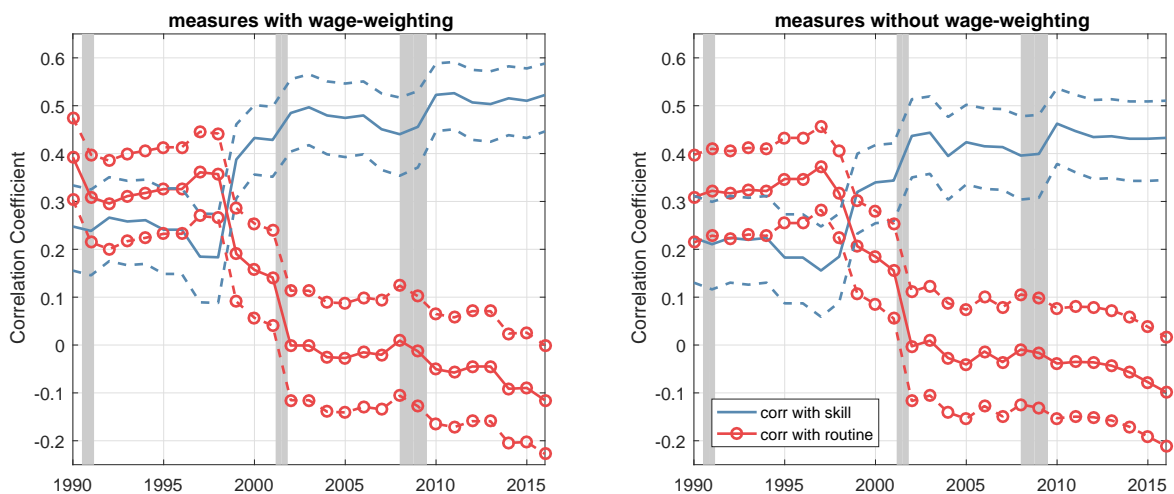 measures with wage-weighting
Correlation Coefficient
0.6
0.5
0.4
0.3
0.2
0.1
0
-0.1
-0.2
1990 1995 2000 2005 2010 2015
measures without wage-weighting
Correlation Coefficient
0.6
0.5
0.4
0.3
0.2
0.1
0
-0.1
-0.2
corr with skill
corr with routine
1990 1995 2000 2005 2010 2015